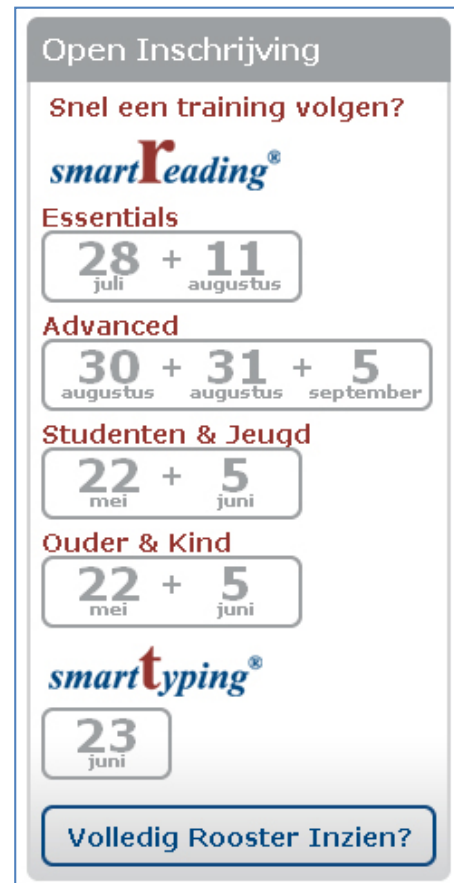 Open Inschrijving
Snel een training volgen?
smartreading®
Essentials
28 + 11
juli augustus
Advanced
30 + 31 + 5
augustus augustus september
Studenten & Jeugd
22 + 5
mei juni
Ouder & Kind
22 + 5
mei juni
smarttyping®
23
juni
Volledig Rooster Inzien?